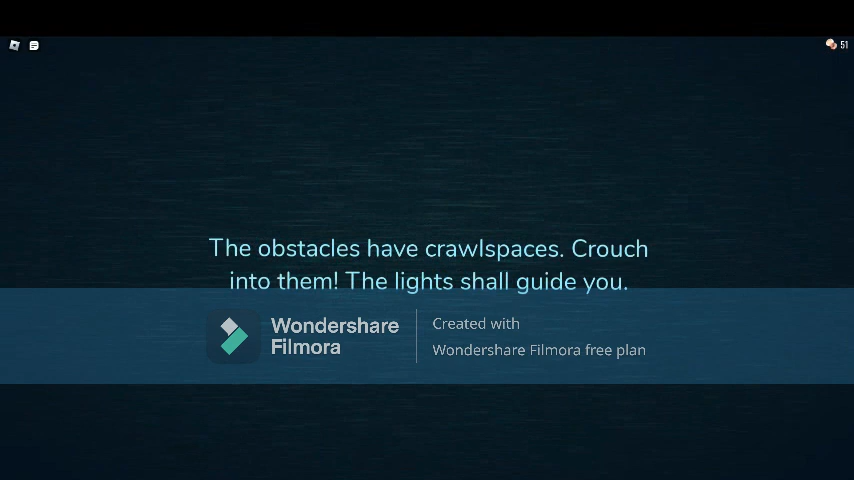 51
The obstacles have crawlspaces. Crouch
into them! The lights shall guide you.
Wondershare
Filmora
Created with
Wondershare Filmora free plan